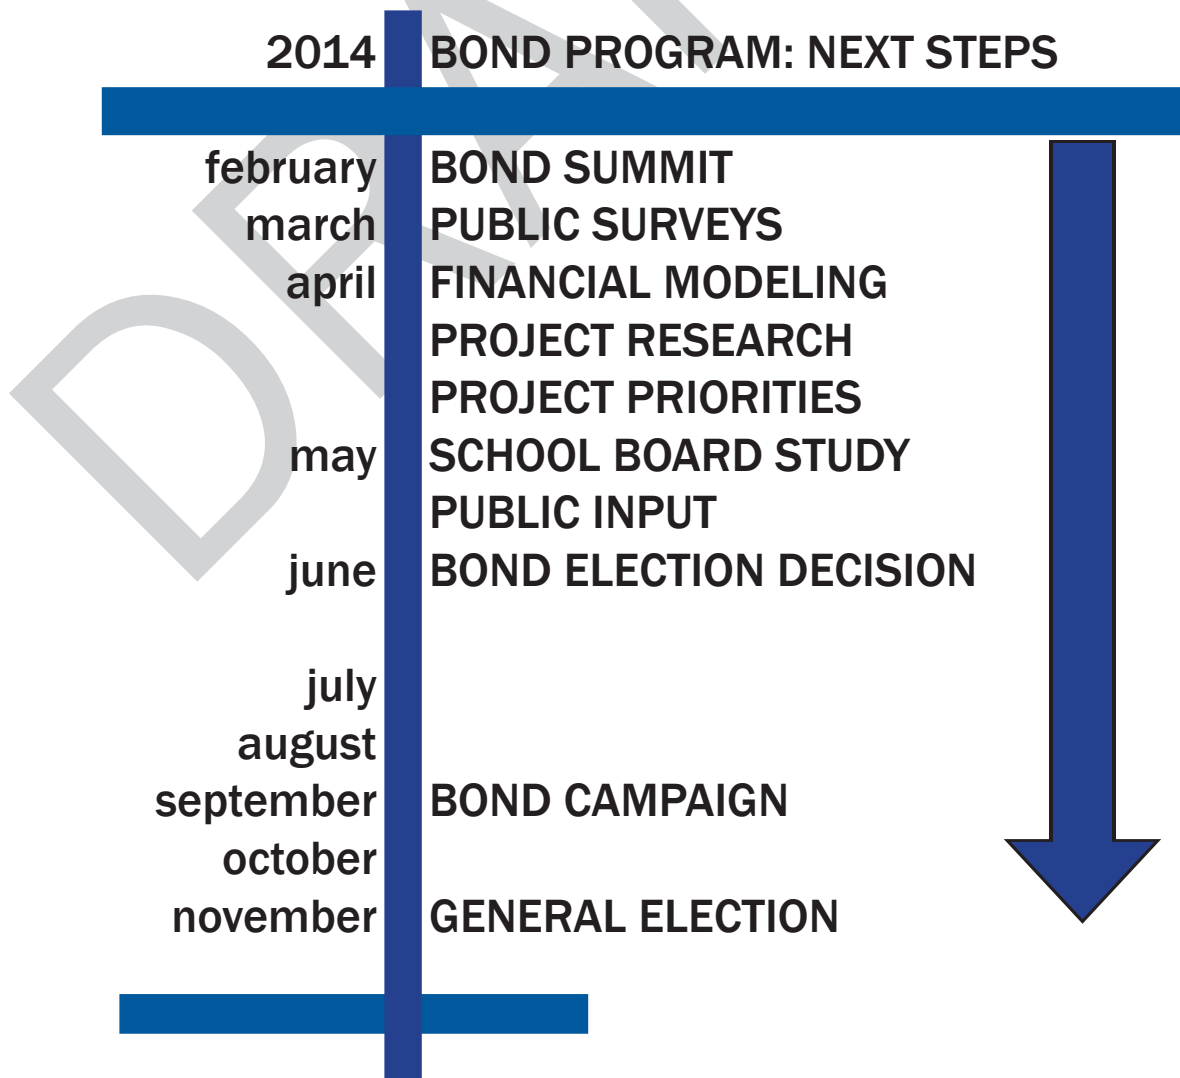 2014 BOND PROGRAM: NEXT STEPS
february BOND SUMMIT
march PUBLIC SURVEYS
april FINANCIAL MODELING
PROJECT RESEARCH
PROJECT PRIORITIES
may SCHOOL BOARD STUDY
PUBLIC INPUT
june BOND ELECTION DECISION
july
august
september BOND CAMPAIGN
october
november GENERAL ELECTION